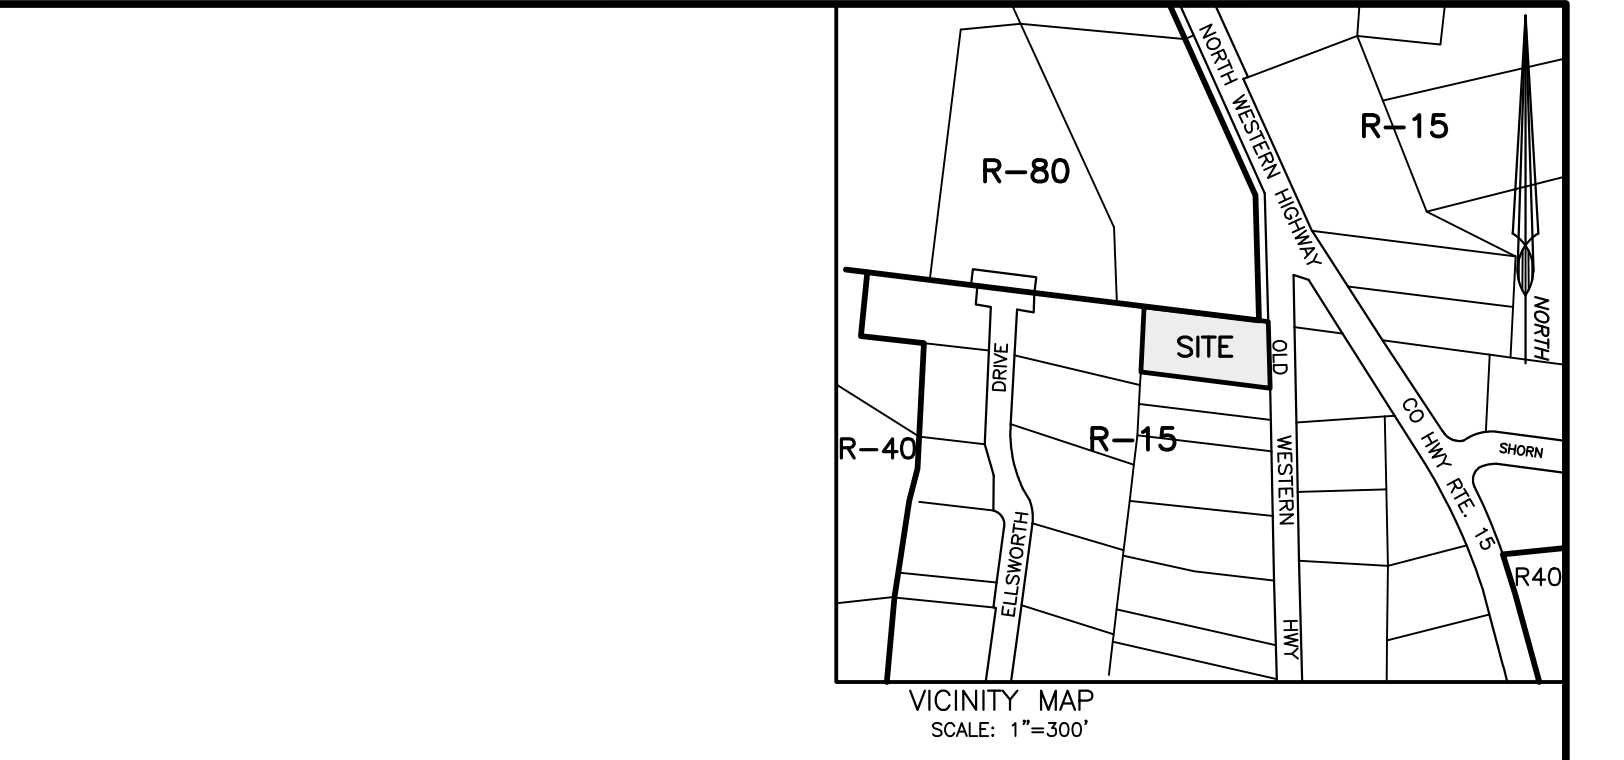 NORTH WESTERN HIGHWAY
R-15
R-80
NORTH
SITE
OLD WESTERN HWY
DRIVE
ELLSWORTH
CO HWY RTE. 15
R-15
R-40
SHORN
R40
VICINITY MAP
SCALE: 1"=300'